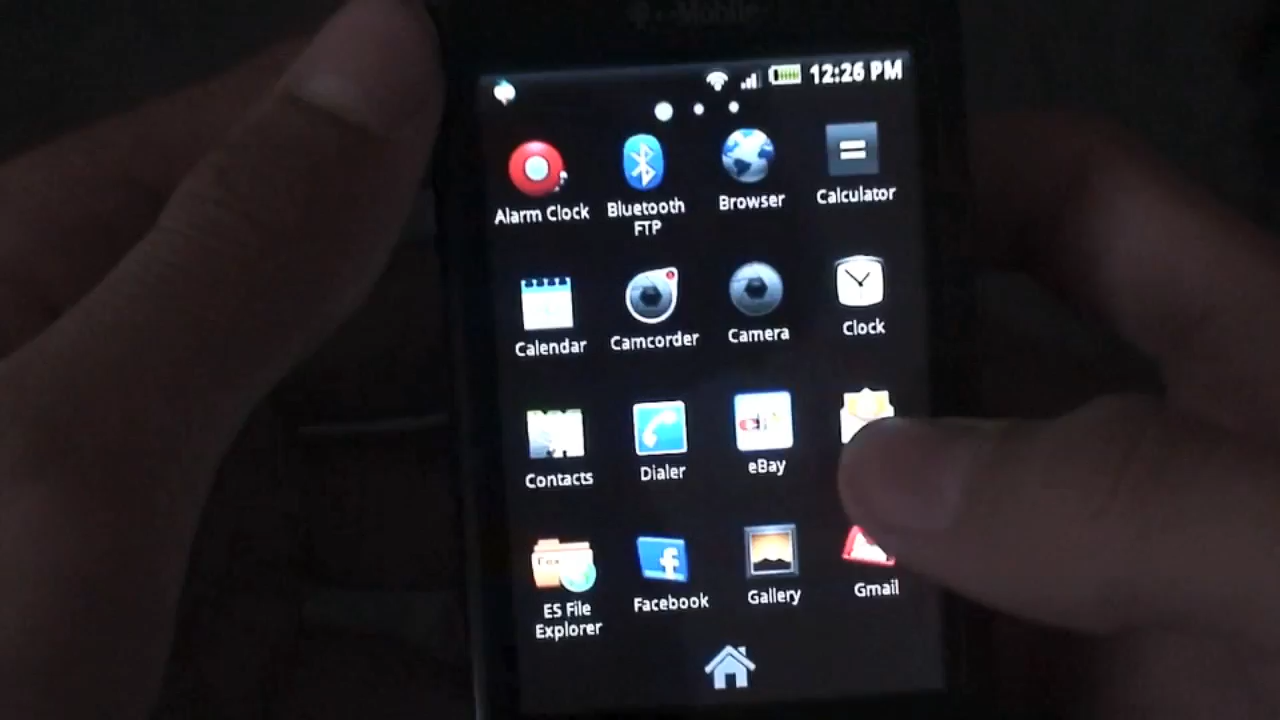 T··Mobile·
12:26 PM
Alarm Clock
Bluetooth
FTP
Browser
Calculator
Calendar
Camcorder
Camera
Clock
Contacts
Dialer
eBay
ES File
Explorer
Facebook
Gallery
Gmail